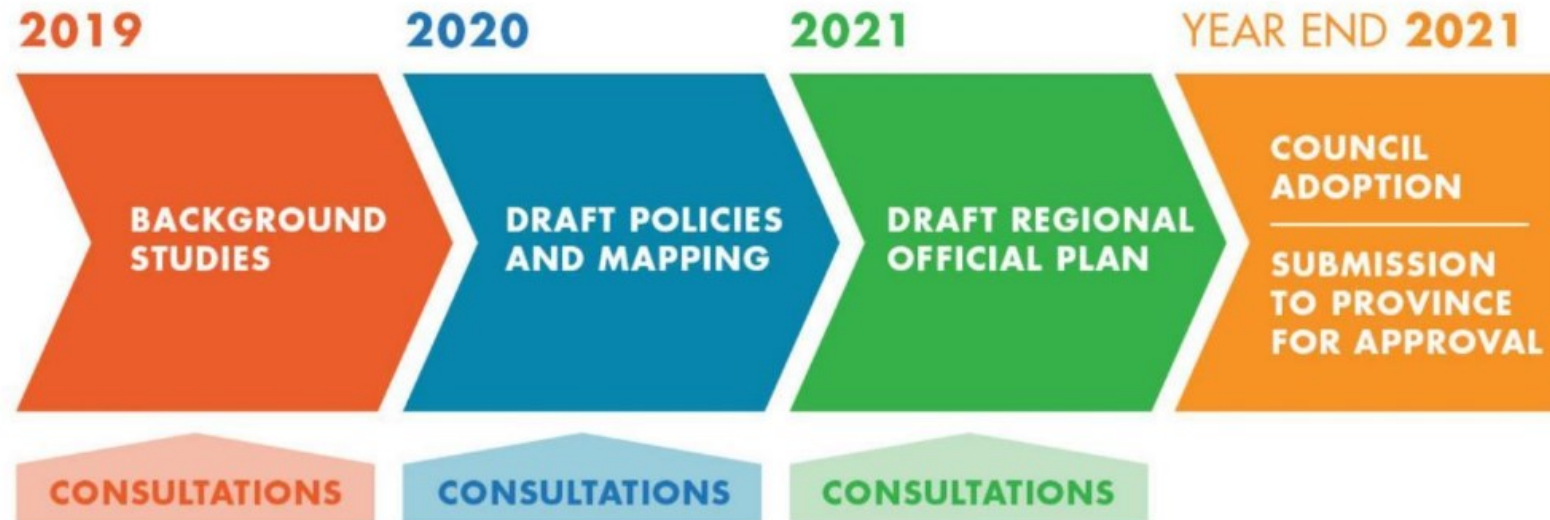 2019
BACKGROUND
STUDIES
CONSULTATIONS
2020
DRAFT POLICIES
AND MAPPING
CONSULTATIONS
2021
DRAFT REGIONAL
OFFICIAL PLAN
CONSULTATIONS
YEAR END 2021
COUNCIL
ADOPTION
SUBMISSION
TO PROVINCE
FOR APPROVAL